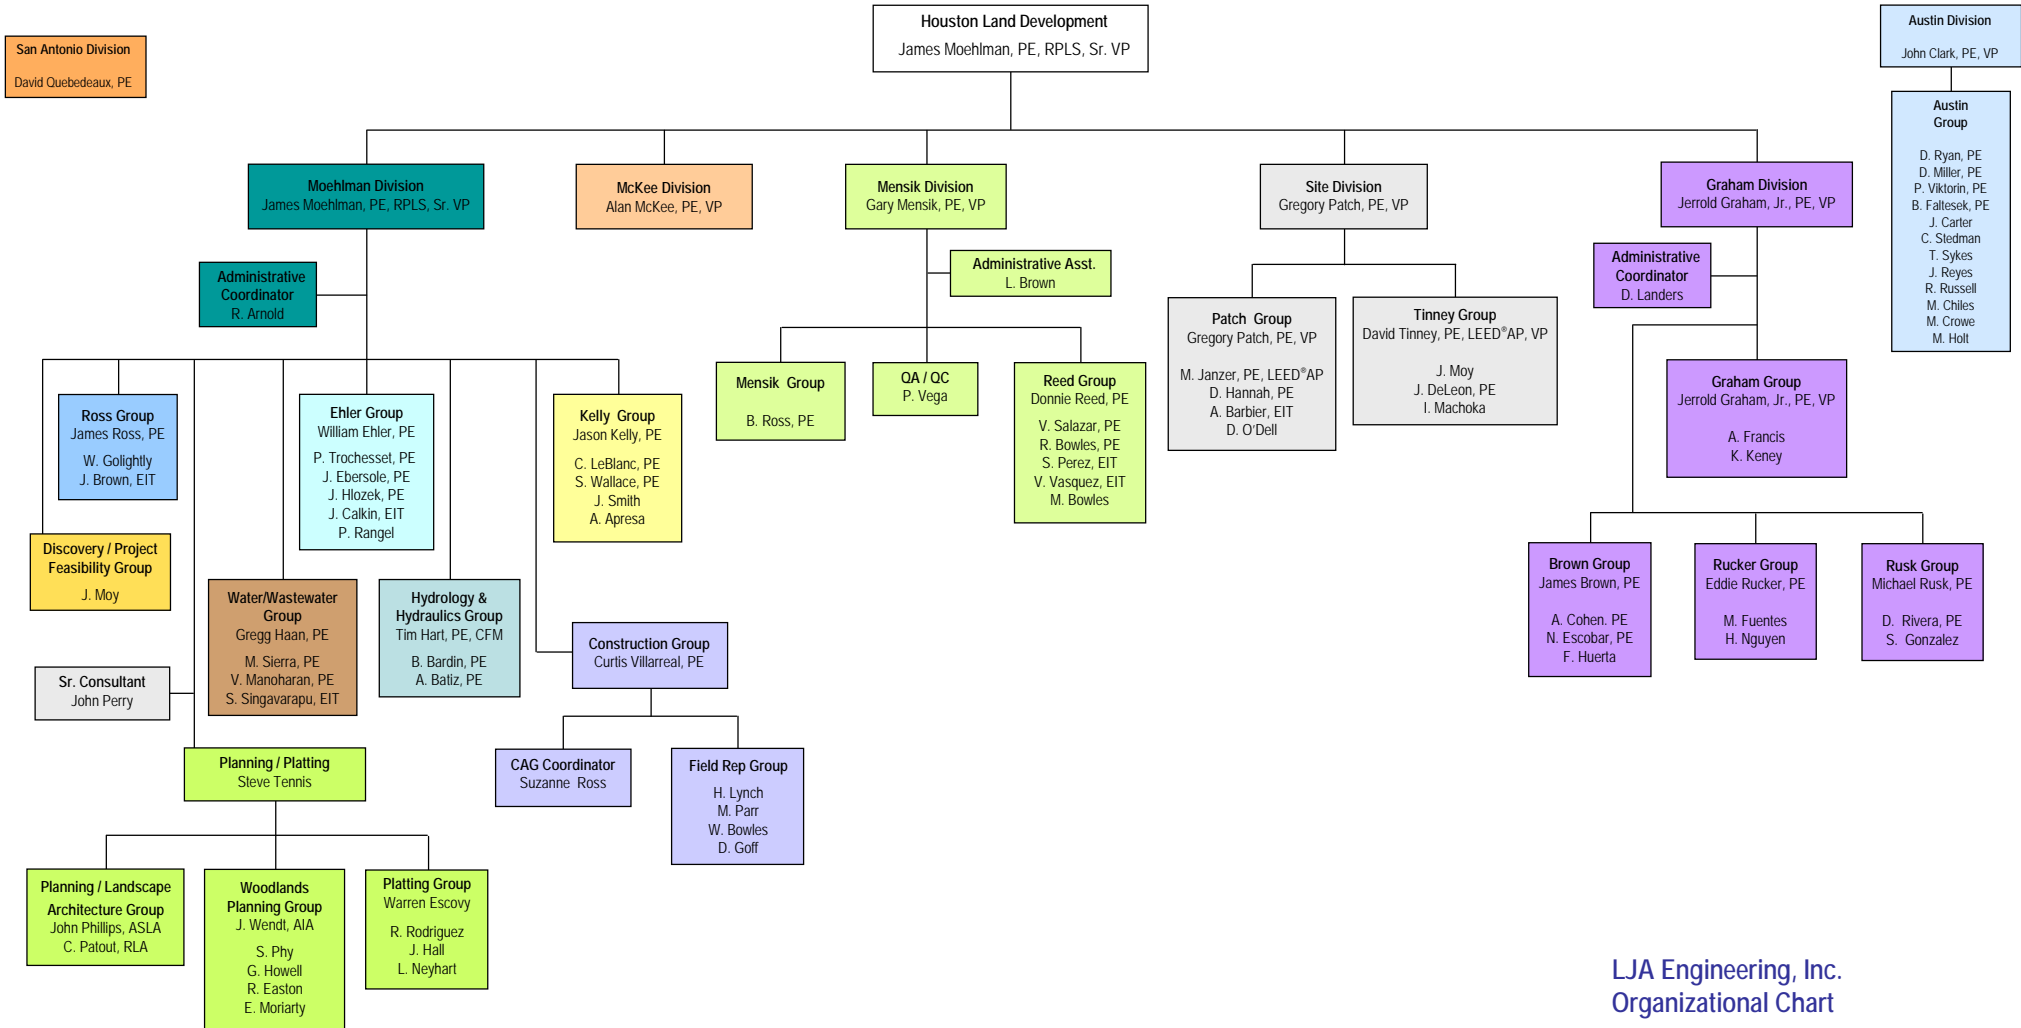 Houston Land Development
James Moehlman, PE, RPLS, Sr. VP
San Antonio Division
David Quebedeaux, PE
Austin Division
John Clark, PE, VP
Austin
Group
D. Ryan, PE
D. Miller, PE
P. Viktorin, PE
B. Faltesek, PE
J. Carter
C. Stedman
T. Sykes
J. Reyes
R. Russell
M. Chiles
M. Crowe
M. Holt
Moehlman Division
James Moehlman, PE, RPLS, Sr. VP
McKee Division
Alan McKee, PE, VP
Mensik Division
Gary Mensik, PE, VP
Site Division
Gregory Patch, PE, VP
Graham Division
Jerrold Graham, Jr., PE, VP
Administrative
Coordinator
R. Arnold
Administrative Asst.
L. Brown
Administrative
Coordinator
D. Landers
Patch  Group
Gregory Patch, PE, VP
M. Janzer, PE, LEED®AP
D. Hannah, PE
A. Barbier, EIT
D. O'Dell
Tinney Group
David Tinney, PE, LEED®AP, VP
J. Moy
J. DeLeon, PE
I. Machoka
Mensik  Group
B. Ross, PE
QA / QC
P. Vega
Reed Group
Donnie Reed, PE
V. Salazar, PE
R. Bowles, PE
S. Perez, EIT
V. Vasquez, EIT
M. Bowles
Graham Group
Jerrold Graham, Jr., PE, VP
A. Francis
K. Keney
Ross Group
James Ross, PE
W. Golightly
J. Brown, EIT
Ehler Group
William Ehler, PE
P. Trochesset, PE
J. Ebersole, PE
J. Hlozek, PE
J. Calkin, EIT
P. Rangel
Kelly  Group
Jason Kelly, PE
C. LeBlanc, PE
S. Wallace, PE
J. Smith
A. Apresa
Discovery / Project
Feasibility Group
J. Moy
Water/Wastewater
Group
Gregg Haan, PE
M. Sierra, PE
V. Manoharan, PE
S. Singavarapu, EIT
Hydrology &
Hydraulics Group
Tim Hart, PE, CFM
B. Bardin, PE
A. Batiz, PE
Construction Group
Curtis Villarreal, PE
Brown Group
James Brown, PE
A. Cohen. PE
N. Escobar, PE
F. Huerta
Rucker Group
Eddie Rucker, PE
M. Fuentes
H. Nguyen
Rusk Group
Michael Rusk, PE
D.  Rivera, PE
S.  Gonzalez
Sr. Consultant
John Perry
Planning / Platting
Steve Tennis
CAG Coordinator
Suzanne  Ross
Field Rep Group
H. Lynch
M. Parr
W. Bowles
D. Goff
Planning / Landscape
Architecture Group
John Phillips, ASLA
C. Patout, RLA
Woodlands
Planning Group
J. Wendt, AIA
S. Phy
G. Howell
R. Easton
E. Moriarty
Platting Group
Warren Escovy
R. Rodriguez
J. Hall
L. Neyhart
LJA Engineering, Inc.
Organizational Chart